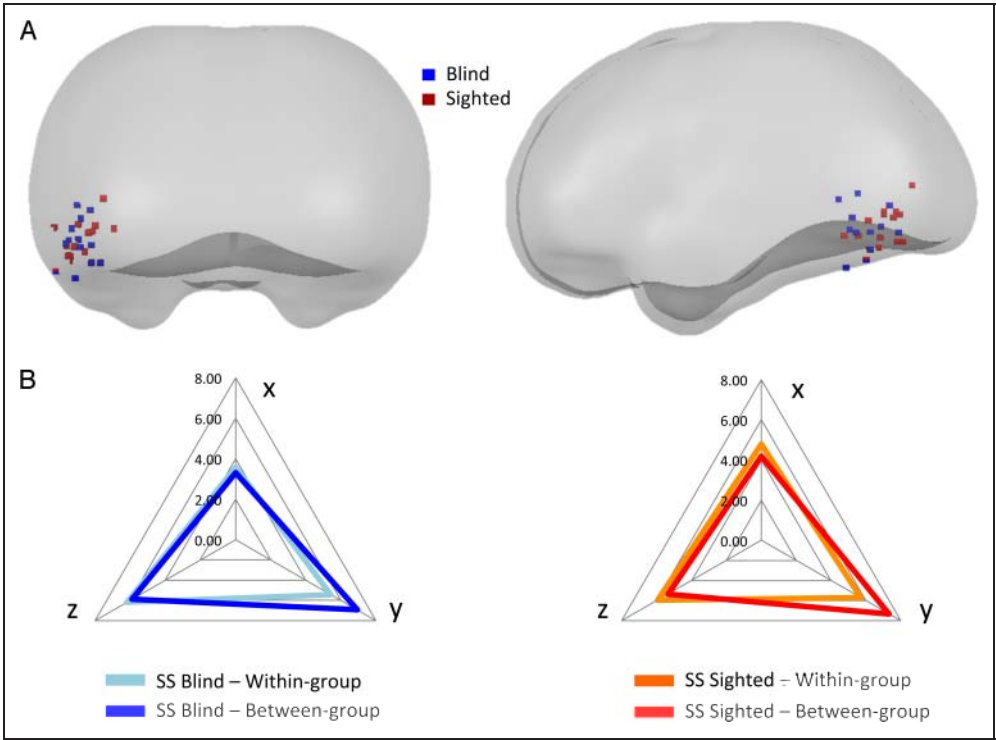 A
Blind
Sighted
B
8.00
x
6.00
4.00
2.00
0.00
z
y
SS Blind – Within-group
SS Blind – Between-group
8.00
x
6.00
4.00
2.00
0.00
z
y
SS Sighted – Within-group
SS Sighted – Between-group